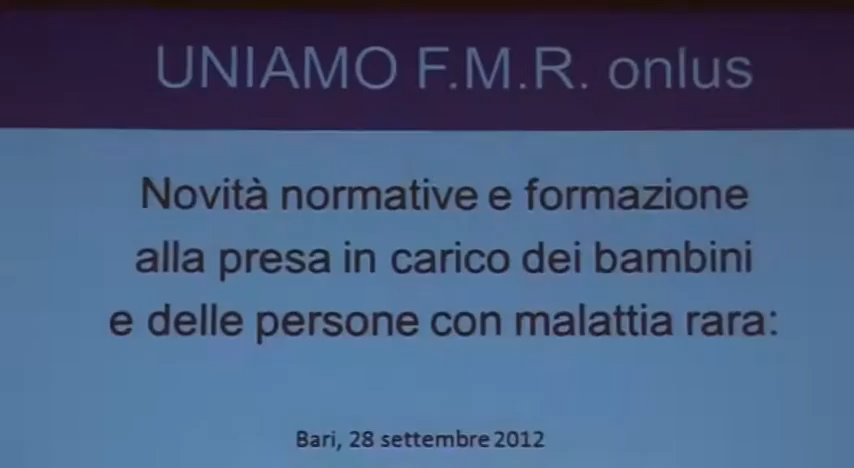 UNIAMO F.M.R. onlus
Novità normative e formazione
alla presa in carico dei bambini
e delle persone con malattia rara:
Bari, 28 settembre 2012